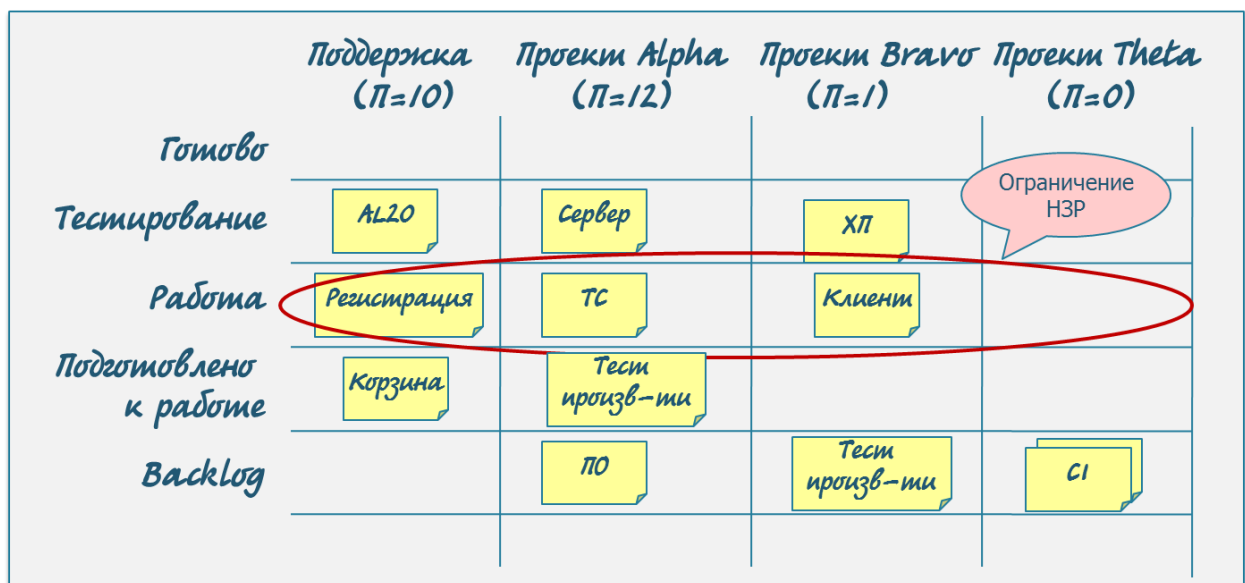 Поддержка Проект Alpha Проект Bravo Проект Theta
(П=10) (П=12) (П=1) (П=0)
Готово
Ограничение
НЗР
Тестирование AL20 Сервер ХП
Работа Регистрация ТС Клиент
Подготовлено
к работе
Корзина
Тест
произв-ти
Backlog
ПО
Тест
произв-ти
CI